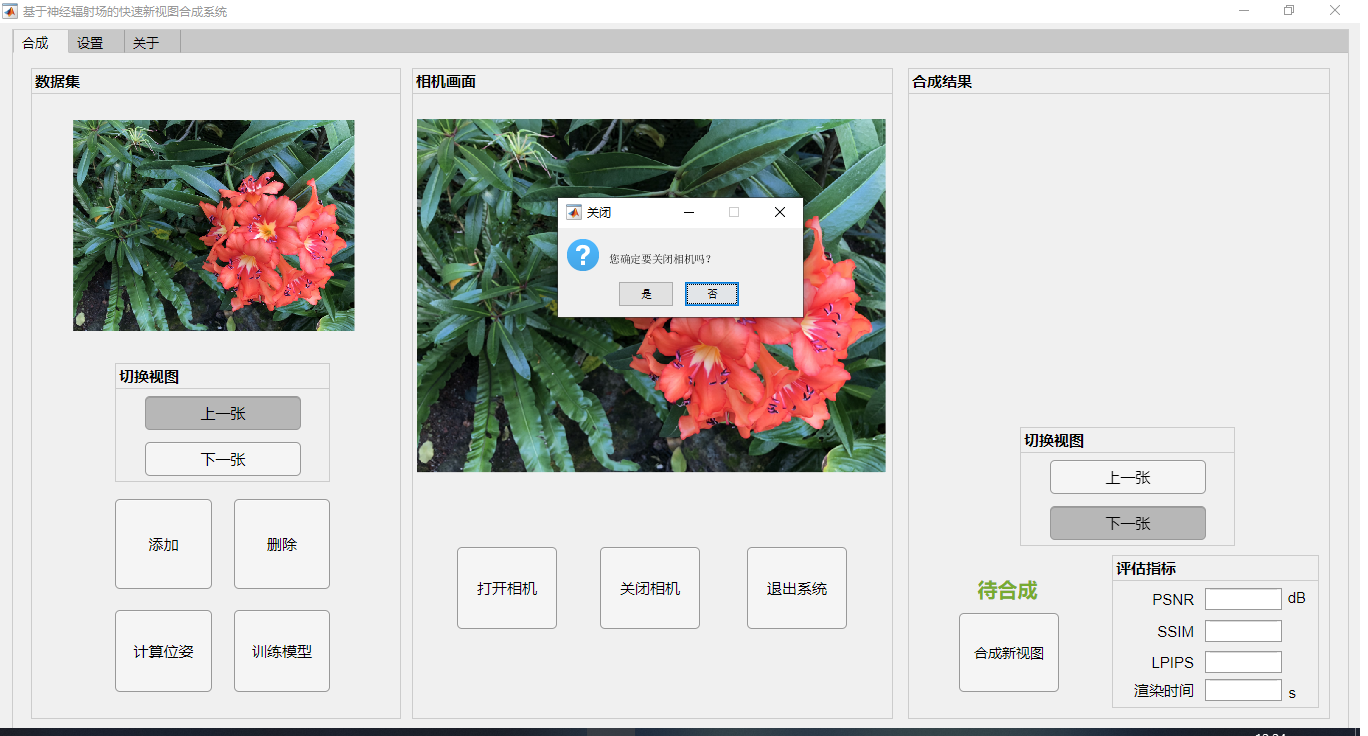 基于神经辐射场的快速新视图合成系统
合成 设置 关于
数据集
切换视图
上一张
下一张
添加 删除
计算位姿 训练模型
相机画面
关闭
您确定要关闭相机吗?
是 否
打开相机 关闭相机 退出系统
合成结果
切换视图
上一张
下一张
待合成
合成新视图
评估指标
PSNR dB
SSIM
LPIPS
渲染时间 s